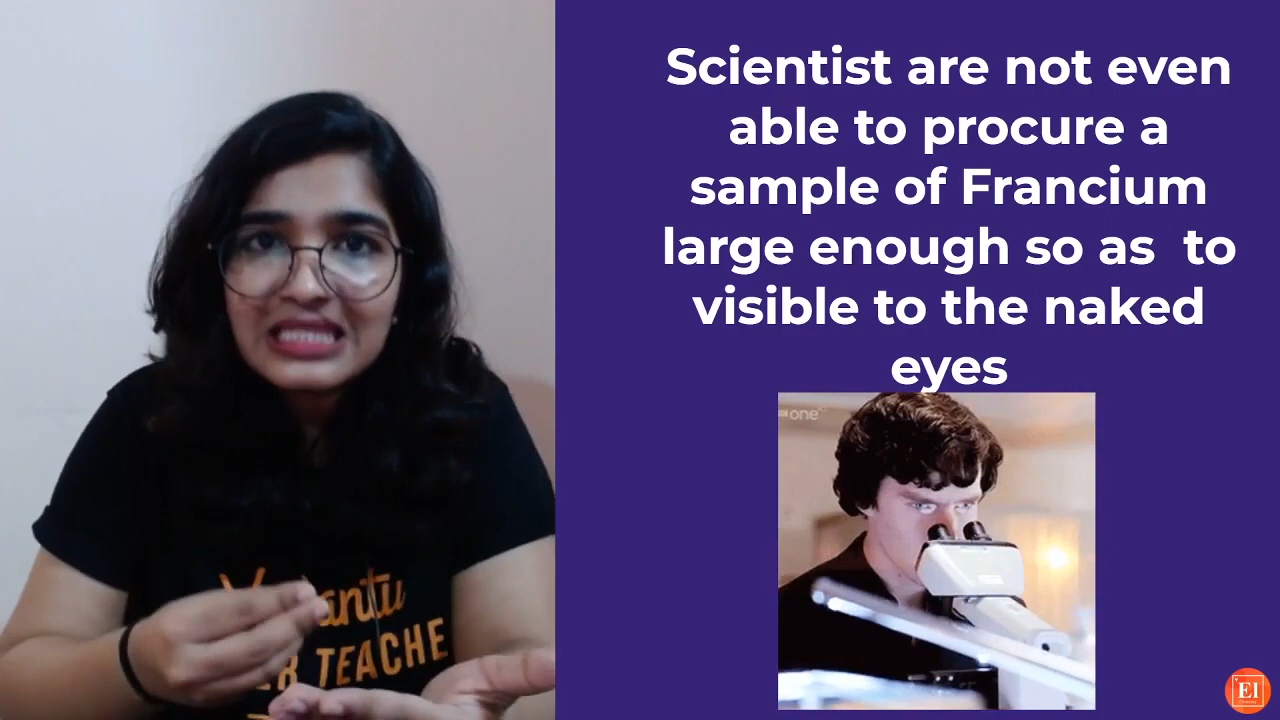 Scientist are not even
able to procure a
sample of Francium
large enough so as  to
visible to the naked
eyes
one
TEACHE
E1